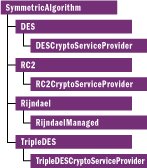 SymmetricAlgorithm
DES
DESCryptoServiceProvider
RC2
RC2CryptoServiceProvider
Rijndael
RijndaelManaged
TripleDES
TripleDESCryptoServiceProvider